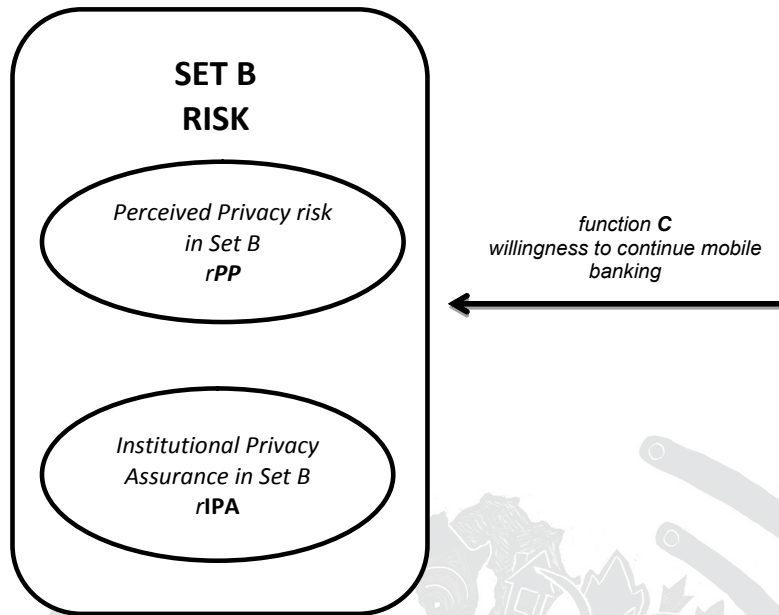 SET B
RISK
Perceived Privacy risk
in Set B
rPP
Institutional Privacy
Assurance in Set B
rIPA
function C
willingness to continue mobile
banking